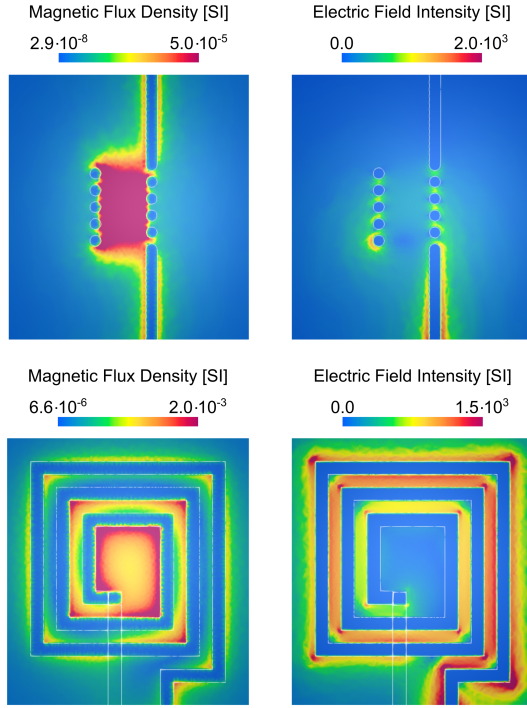 Magnetic Flux Density [SI]
2.9·10⁻⁸ 5.0·10⁻⁵
Electric Field Intensity [SI]
0.0 2.0·10³
Magnetic Flux Density [SI]
6.6·10⁻⁶ 2.0·10⁻³
Electric Field Intensity [SI]
0.0 1.5·10³